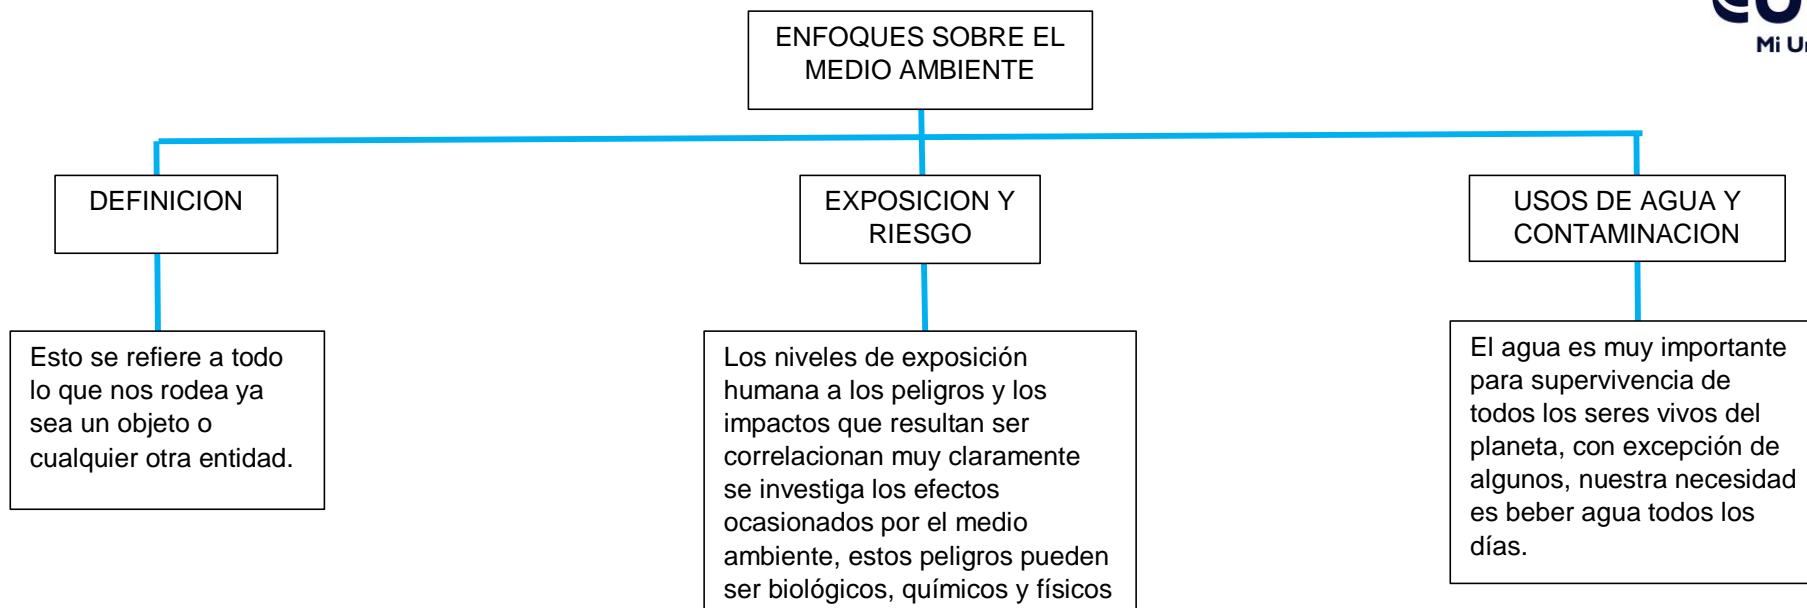 ENFOQUES SOBRE EL
MEDIO AMBIENTE
Mi
DEFINICION
EXPOSICION Y
RIESGO
USOS DE AGUA Y
CONTAMINACION
Esto se refiere a todo
lo que nos rodea ya
sea un objeto o
cualquier otra entidad.
Los niveles de exposición
humana a los peligros y los
impactos que resultan ser
correlacionan muy claramente
se investiga los efectos
ocasionados por el medio
ambiente, estos peligros pueden
ser biológicos, químicos y físicos
El agua es muy importante
para supervivencia de
todos los seres vivos del
planeta, con excepción de
algunos, nuestra necesidad
es beber agua todos los
días.